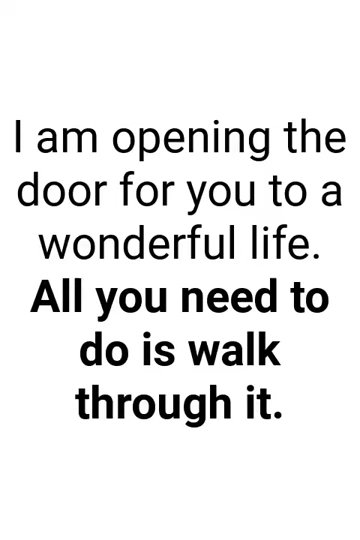 I am opening the
door for you to a
wonderful life.
All you need to
do is walk
through it.